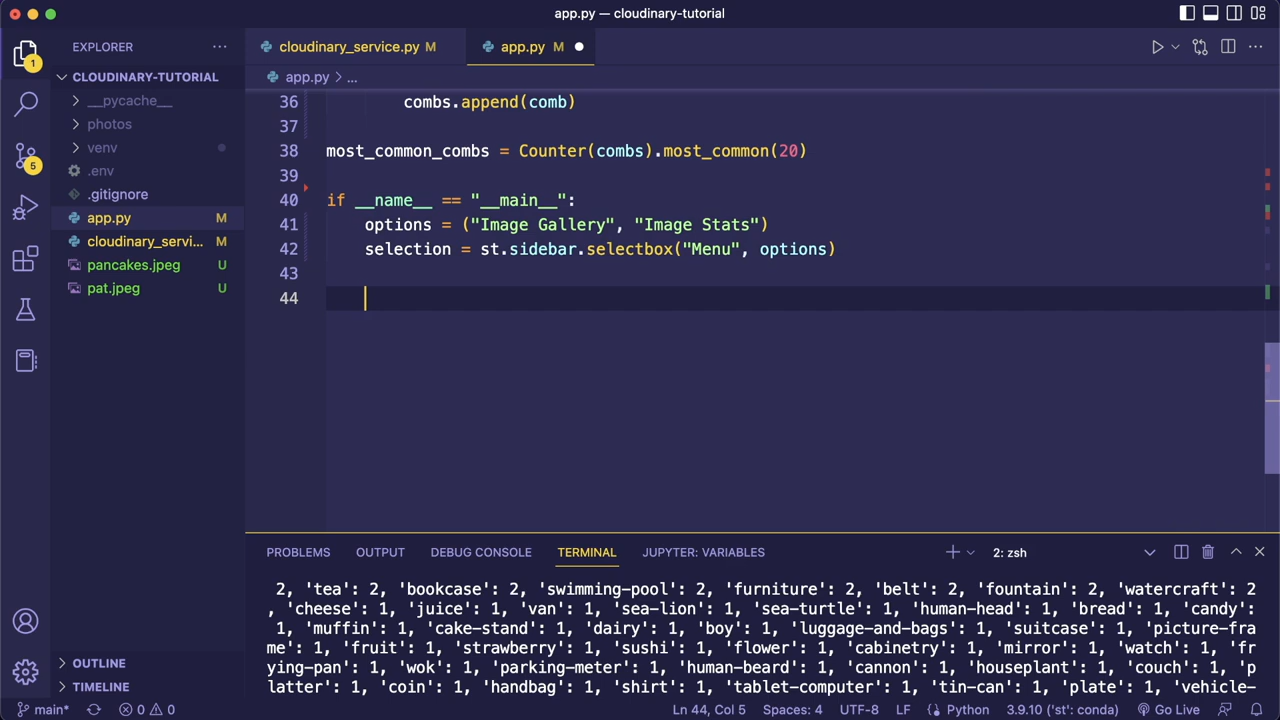 app.py — cloudinary-tutorial
EXPLORER
cloudinary_service.py M
app.py M
CLOUDINARY-TUTORIAL
app.py > ...
__pycache__
photos
venv
.env
.gitignore
app.py M
cloudinary_servi... M
pancakes.jpeg U
pat.jpeg U
1
5
36 combs.append(comb)
37
38 most_common_combs = Counter(combs).most_common(20)
39
40 if __name__ == "__main__":
41 options = ("Image Gallery", "Image Stats")
42 selection = st.sidebar.selectbox("Menu", options)
43
44
PROBLEMS OUTPUT DEBUG CONSOLE TERMINAL JUPYTER: VARIABLES 2: zsh
2, 'tea': 2, 'bookcase': 2, 'swimming-pool': 2, 'furniture': 2, 'belt': 2, 'fountain': 2, 'watercraft': 2
, 'cheese': 1, 'juice': 1, 'van': 1, 'sea-lion': 1, 'sea-turtle': 1, 'human-head': 1, 'bread': 1, 'candy':
1, 'muffin': 1, 'cake-stand': 1, 'dairy': 1, 'boy': 1, 'luggage-and-bags': 1, 'suitcase': 1, 'picture-fra
me': 1, 'fruit': 1, 'strawberry': 1, 'sushi': 1, 'flower': 1, 'cabinetry': 1, 'mirror': 1, 'watch': 1, 'fr
ying-pan': 1, 'wok': 1, 'parking-meter': 1, 'human-beard': 1, 'cannon': 1, 'houseplant': 1, 'couch': 1, 'p
latter': 1, 'coin': 1, 'handbag': 1, 'shirt': 1, 'tablet-computer': 1, 'tin-can': 1, 'plate': 1, 'vehicle-
OUTLINE
TIMELINE
main* 0 0 Ln 44, Col 5 Spaces: 4 UTF-8 LF Python 3.9.10 ('st': conda) Go Live